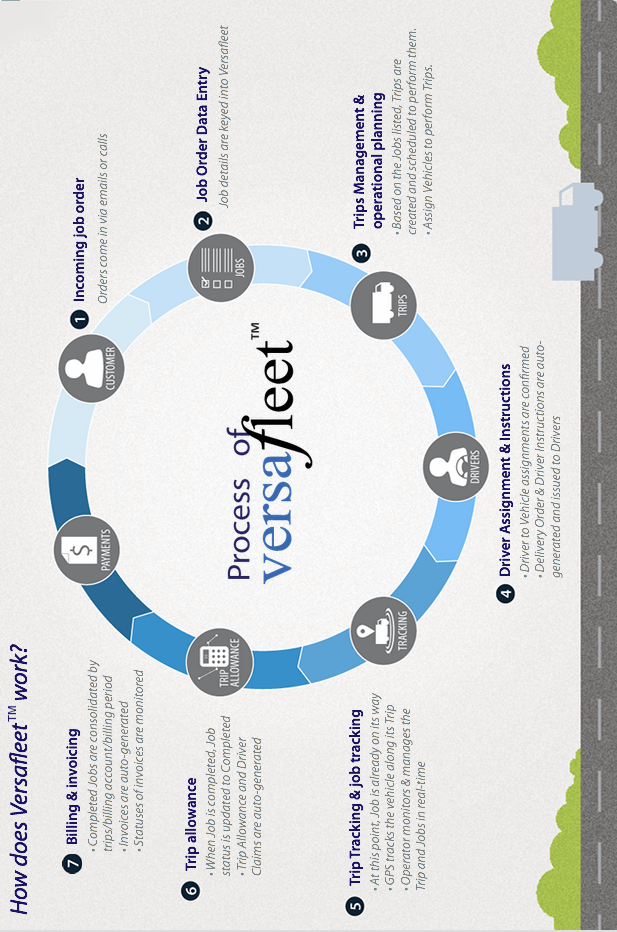 How does Versafleet™ work?
1 Incoming job order
Orders come in via emails or calls
2 Job Order Data Entry
Job details are keyed into Versafleet
3 Trips Management &
operational planning
• Based on the Jobs listed, Trips are
created and scheduled to perform them.
• Assign Vehicles to perform Trips.
4 Driver Assignment & Instructions
• Driver to Vehicle assignments are confirmed
• Delivery Order & Driver Instructions are auto-
generated and issued to Drivers
5 Trip Tracking & job tracking
• At this point, Job is already on its way
• GPS tracks the vehicle along its Trip
• Operator monitors & manages the
Trip and Jobs in real-time
6 Trip allowance
• When Job is completed, Job
status is updated to Completed
• Trip Allowance and Driver
Claims are auto-generated
7 Billing & invoicing
• Completed Jobs are consolidated by
trips/billing account/billing period
• Invoices are auto-generated
• Statuses of invoices are monitored
CUSTOMER
JOBS
TRIPS
DRIVERS
TRACKING
TRIP
ALLOWANCE
$
PAYMENTS
Process of
versafleet™